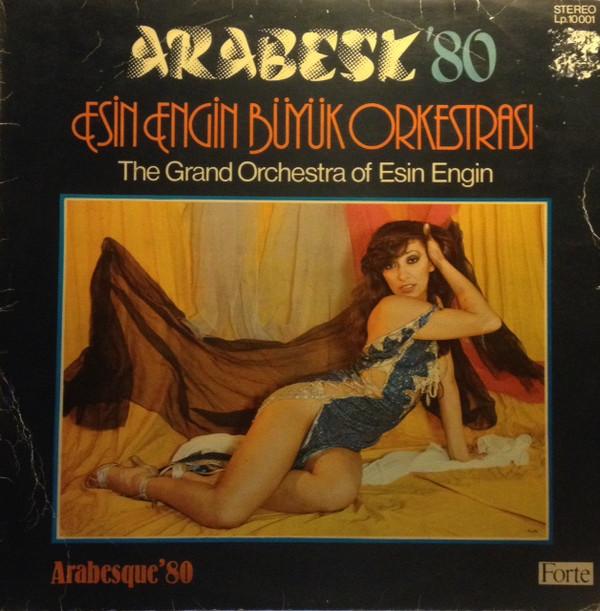 STEREO
Lp.10001
ARABESK '80
ESİN ENGİN BÜYÜK ORKESTRASI
The Grand Orchestra of Esin Engin
Arabesque'80
Forte